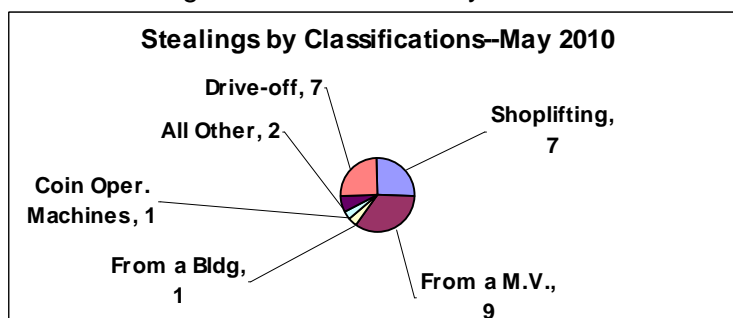 Stealings by Classifications--May 2010
Drive-off, 7
Shoplifting,
7
All Other, 2
Coin Oper.
Machines, 1
From a Bldg,
1
From a M.V.,
9